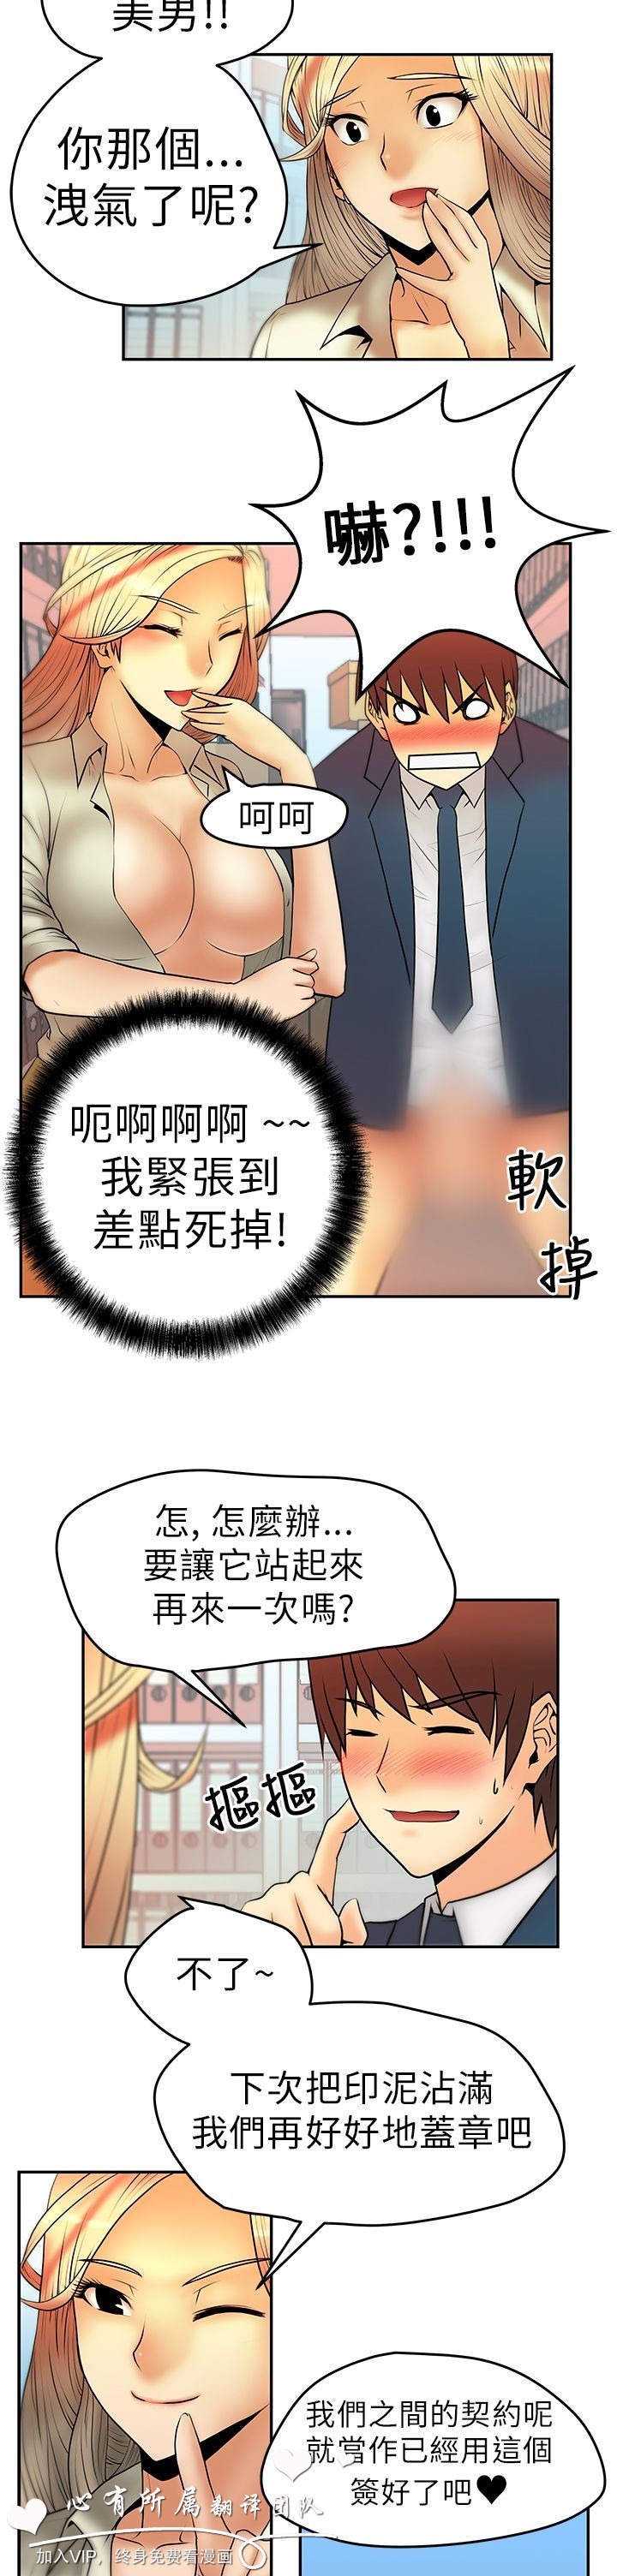 美男!!
你那個...
洩氣了呢?
嚇?!!!
呵呵
呃啊啊啊 ~~
我緊張到
差點死掉!
軟
掉
怎, 怎麼辦...
要讓它站起來
再來一次嗎?
摳摳
不了~
下次把印泥沾滿
我們再好好地蓋章吧
我們之間的契約呢
就當作已經用這個
簽好了吧♥
心有所属翻译团队
加入VIP，终身免费看漫画